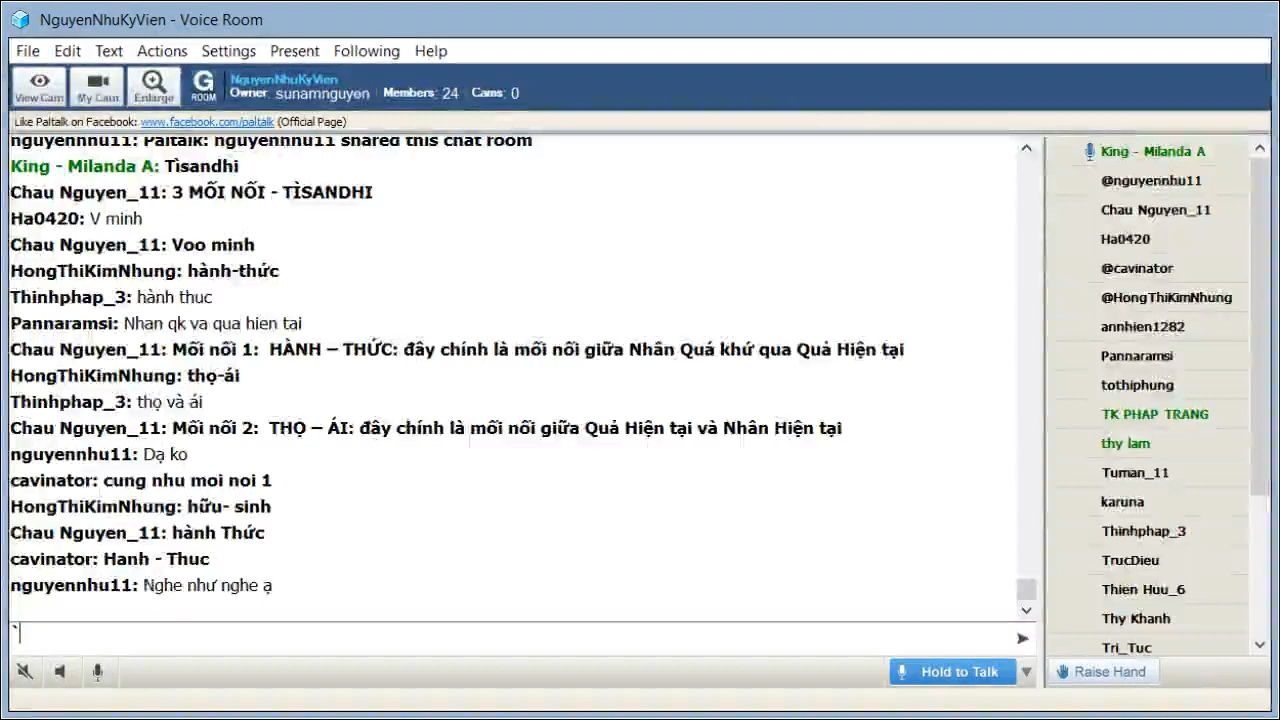 NguyenNhuKyVien - Voice Room
File Edit Text Actions Settings Present Following Help
View Cam My Cam Enlarge G ROOM
NguyenNhuKyVien
Owner: sunamnguyen Members: 24 Cams: 0
Like Paltalk on Facebook: www.facebook.com/paltalk (Official Page)
nguyennhu11: Paltalk: nguyennhu11 shared this chat room
King - Milanda A: Tìsandhi
Chau Nguyen_11: 3 MỐI NỐI - TÌSANDHI
Ha0420: V minh
Chau Nguyen_11: Voo minh
HongThiKimNhung: hành-thức
Thinhphap_3: hành thuc
Pannaramsi: Nhan qk va qua hien tai
Chau Nguyen_11: Mối nối 1: HÀNH – THỨC: đây chính là mối nối giữa Nhân Quá khứ qua Quả Hiện tại
HongThiKimNhung: thọ-ái
Thinhphap_3: thọ và ái
Chau Nguyen_11: Mối nối 2: THỌ – ÁI: đây chính là mối nối giữa Quả Hiện tại và Nhân Hiện tại
nguyennhu11: Dạ ko
cavinator: cung nhu moi noi 1
HongThiKimNhung: hữu- sinh
Chau Nguyen_11: hành Thức
cavinator: Hanh - Thuc
nguyennhu11: Nghe như nghe ạ
`
Hold to Talk
King - Milanda A
@nguyennhu11
Chau Nguyen_11
Ha0420
@cavinator
@HongThiKimNhung
annhien1282
Pannaramsi
tothiphung
TK PHAP TRANG
thy lam
Tuman_11
karuna
Thinhphap_3
TrucDieu
Thien Huu_6
Thy Khanh
Tri_Tuc
Raise Hand